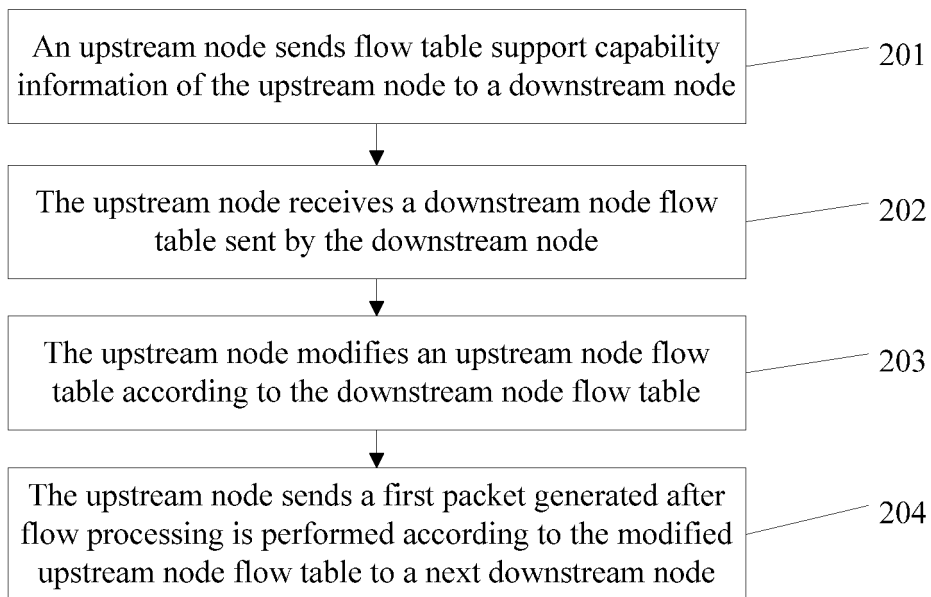 An upstream node sends flow table support capability
information of the upstream node to a downstream node
201
The upstream node receives a downstream node flow
table sent by the downstream node
202
The upstream node modifies an upstream node flow
table according to the downstream node flow table
203
The upstream node sends a first packet generated after
flow processing is performed according to the modified
upstream node flow table to a next downstream node
204